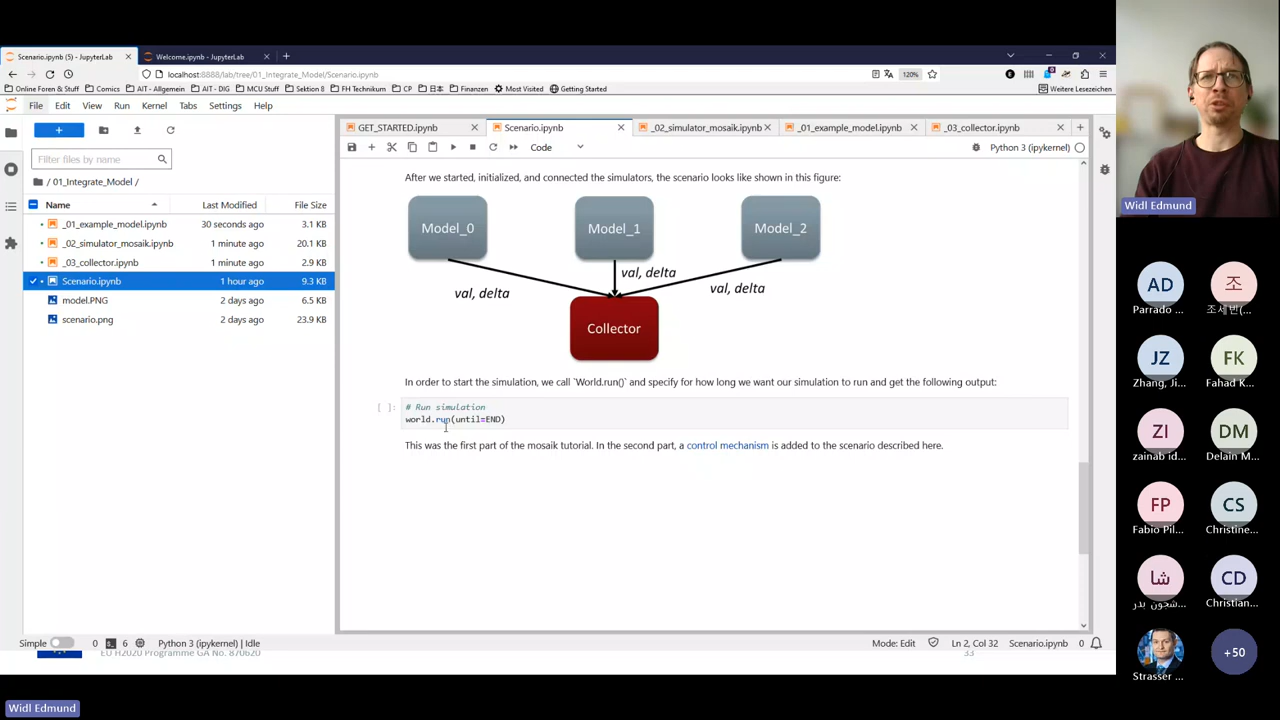 Scenario.ipynb (5) - JupyterLab
Welcome.ipynb - JupyterLab
localhost:8888/lab/tree/01_Integrate_Model/Scenario.ipynb
120%
Online Foren & Stuff
Comics
AIT - Allgemein
AIT - DIG
MCU Stuff
Sektion 8
FH Technikum
CP
日本
Finanzen
Most Visited
Getting Started
Weitere Lesezeichen
File Edit View Run Kernel Tabs Settings Help
GET_STARTED.ipynb
Scenario.ipynb
_02_simulator_mosaik.ipynb
_01_example_model.ipynb
_03_collector.ipynb
Code
Python 3 (ipykernel)
Filter files by name
/ 01_Integrate_Model /
Name Last Modified File Size
_01_example_model.ipynb 30 seconds ago 3.1 KB
_02_simulator_mosaik.ipynb 1 minute ago 20.1 KB
_03_collector.ipynb 1 minute ago 2.9 KB
Scenario.ipynb 1 hour ago 9.3 KB
model.PNG 2 days ago 6.5 KB
scenario.png 2 days ago 23.9 KB
After we started, initialized, and connected the simulators, the scenario looks like shown in this figure:
Model_0 Model_1 Model_2
val, delta
val, delta
val, delta
Collector
In order to start the simulation, we call `World.run()` and specify for how long we want our simulation to run and get the following output:
[ ]:
# Run simulation
world.run(until=END)
This was the first part of the mosaik tutorial. In the second part, a control mechanism is added to the scenario described here.
Simple 0 6 Python 3 (ipykernel) | Idle
Mode: Edit Ln 2, Col 32 Scenario.ipynb 0
EU H2020 Programme GA No. 870620
33
Widl Edmund
AD
Parrado ...
조
조세빈(...
JZ
Zhang, Ji...
FK
Fahad K...
ZI
zainab id...
DM
Delain M...
FP
Fabio Pil...
CS
Christine...
شا
شجون بدر...
CD
Christian...
Strasser ...
+50
Widl Edmund